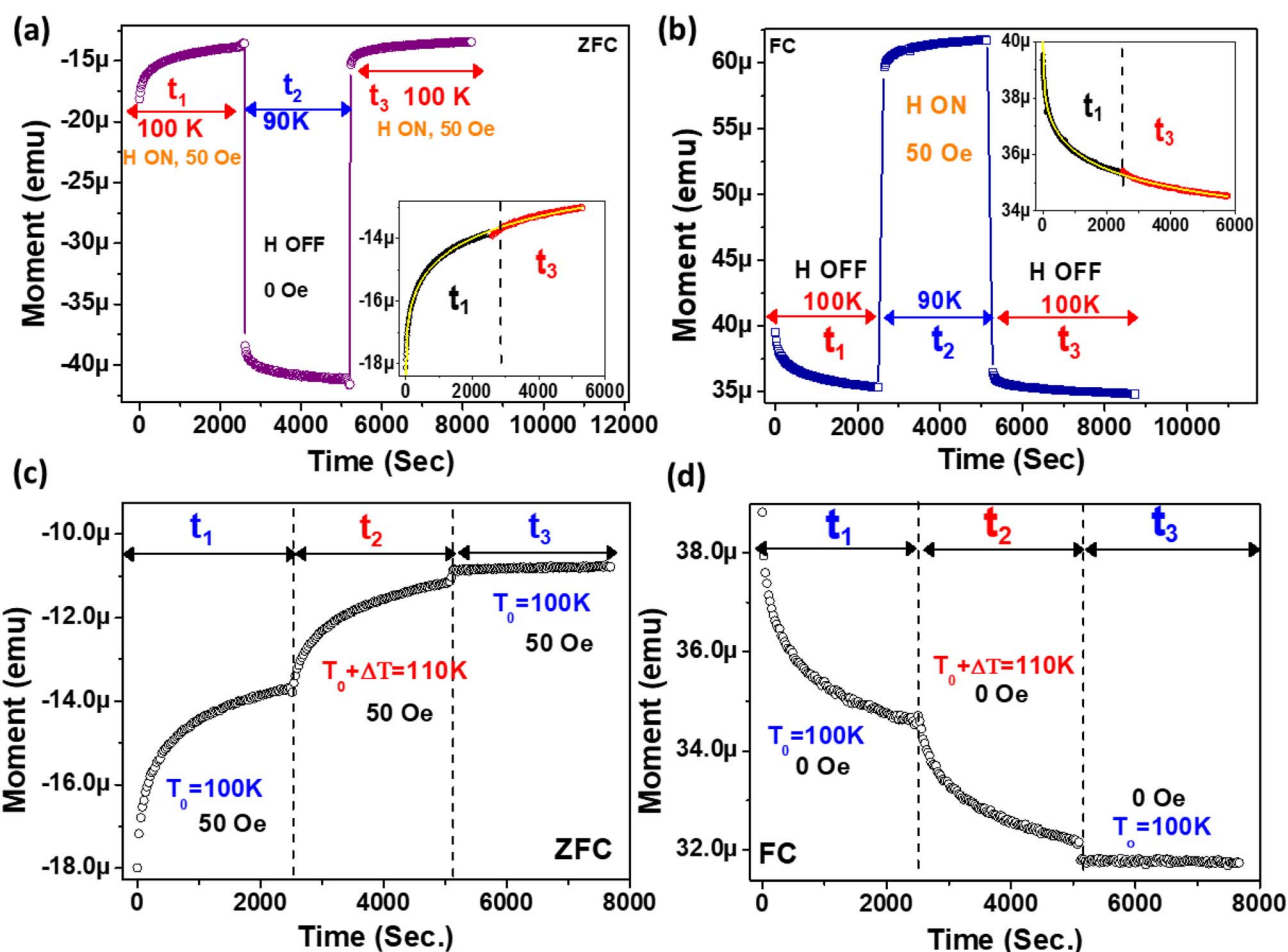 (a)
ZFC
-15μ
-20μ
-25μ
-30μ
-35μ
-40μ
t1
100 K
H ON, 50 Oe
t2
90K
H OFF
0 Oe
t3 100 K
H ON, 50 Oe
-14μ
-16μ
-18μ
t1
t3
0 2000 4000 6000
0 2000 4000 6000 8000 10000 12000
Moment (emu)
Time (Sec)
(b)
FC
60μ
55μ
50μ
45μ
40μ
35μ
H ON
50 Oe
H OFF
100K
t1
90K
t2
H OFF
100K
t3
40μ
38μ
36μ
34μ
t1
t3
0 2000 4000 6000
0 2000 4000 6000 8000 10000
Moment (emu)
Time (Sec.)
(c)
-10.0μ
-12.0μ
-14.0μ
-16.0μ
-18.0μ
t1
t2
t3
T0=100K
50 Oe
T0+ΔT=110K
50 Oe
T0=100K
50 Oe
ZFC
0 2000 4000 6000 8000
Moment (emu)
Time (Sec.)
(d)
38.0μ
36.0μ
34.0μ
32.0μ
t1
t2
t3
T0=100K
0 Oe
T0+ΔT=110K
0 Oe
0 Oe
To=100K
FC
0 2000 4000 6000 8000
Moment (emu)
Time (Sec.)